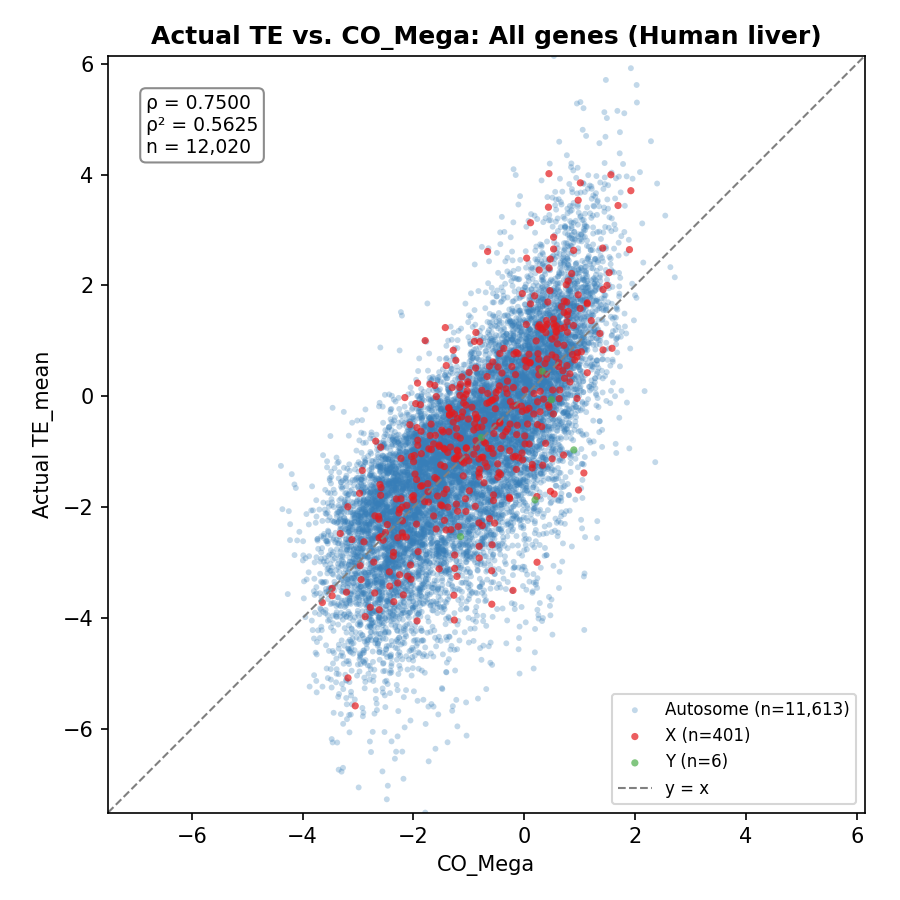 Actual TE vs. CO_Mega: All genes (Human liver)
ρ = 0.7500
ρ² = 0.5625
n = 12,020
6
4
2
0
−2
−4
−6
Actual TE_mean
−6
−4
−2
0
2
4
6
CO_Mega
Autosome (n=11,613)
X (n=401)
Y (n=6)
y = x